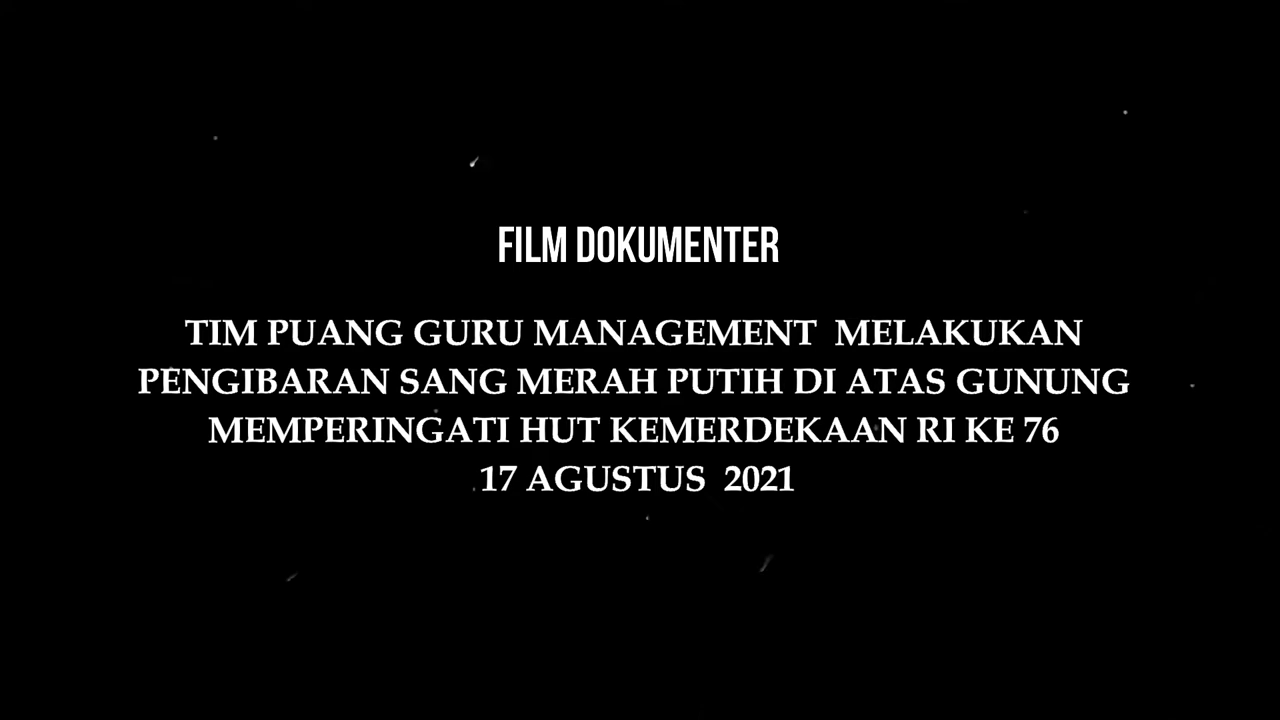 FILM DOKUMENTER
TIM PUANG GURU MANAGEMENT MELAKUKAN
PENGIBARAN SANG MERAH PUTIH DI ATAS GUNUNG
MEMPERINGATI HUT KEMERDEKAAN RI KE 76
17 AGUSTUS 2021